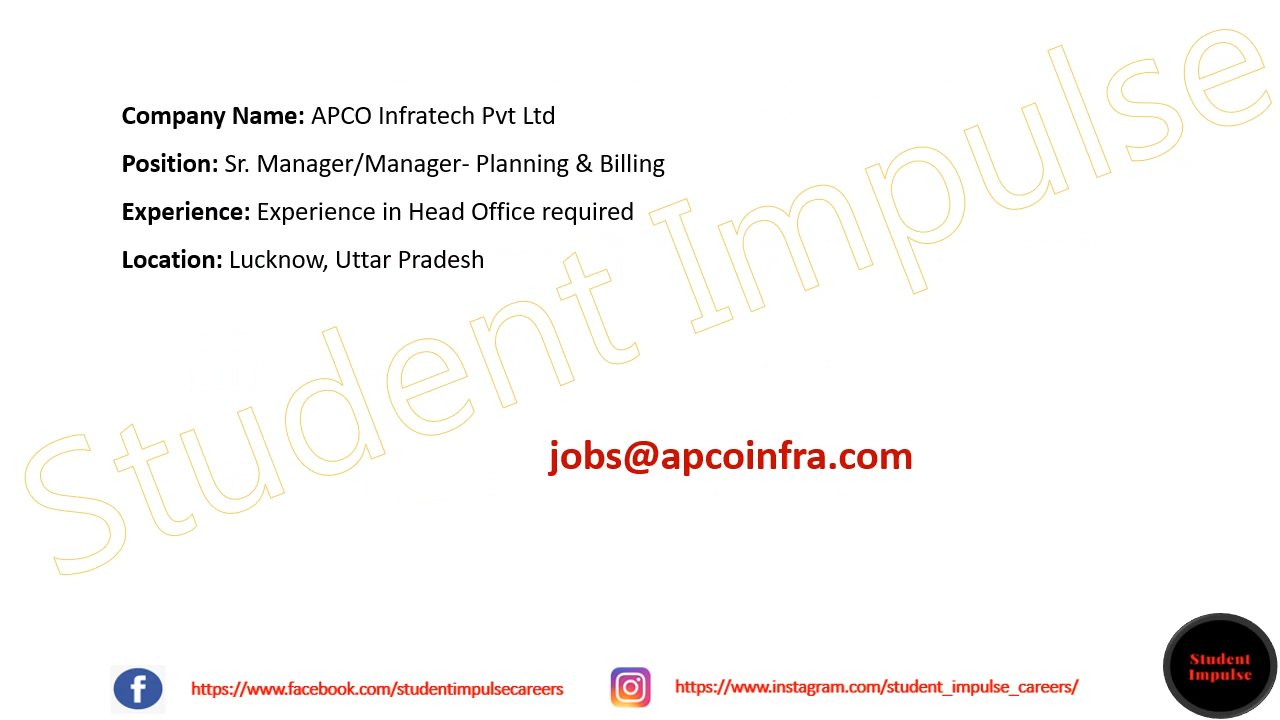 Company Name: APCO Infratech Pvt Ltd
Position: Sr. Manager/Manager- Planning & Billing
Experience: Experience in Head Office required
Location: Lucknow, Uttar Pradesh
Student Impulse
jobs@apcoinfra.com
https://www.facebook.com/studentimpulsecareers
https://www.instagram.com/student_impulse_careers/
Student
Impulse